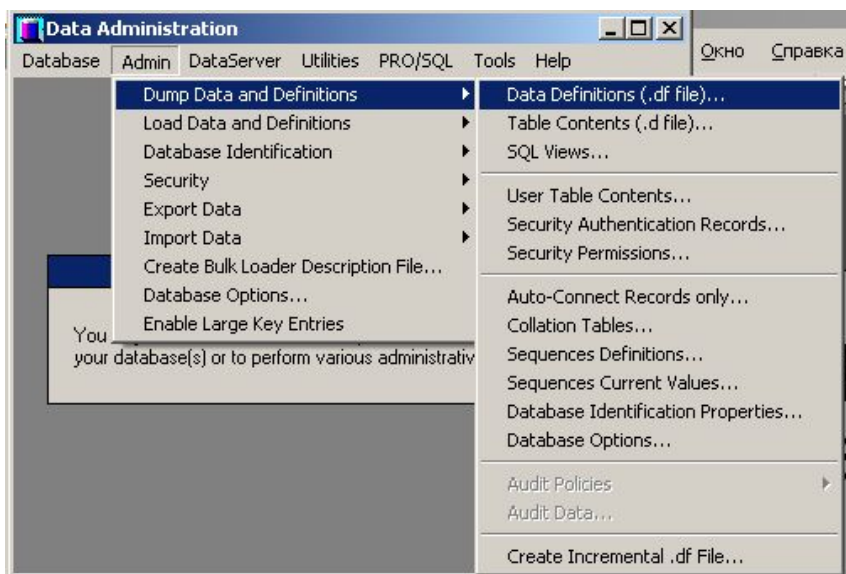 Data Administration
Окно Справка
Database Admin DataServer Utilities PRO/SQL Tools Help
Dump Data and Definitions
Load Data and Definitions
Database Identification
Security
Export Data
Import Data
Create Bulk Loader Description File...
Database Options...
Enable Large Key Entries
You
your database(s) or to perform various administrativ
Data Definitions (.df file)...
Table Contents (.d file)...
SQL Views...
User Table Contents...
Security Authentication Records...
Security Permissions...
Auto-Connect Records only...
Collation Tables...
Sequences Definitions...
Sequences Current Values...
Database Identification Properties...
Database Options...
Audit Policies
Audit Data...
Create Incremental .df File...